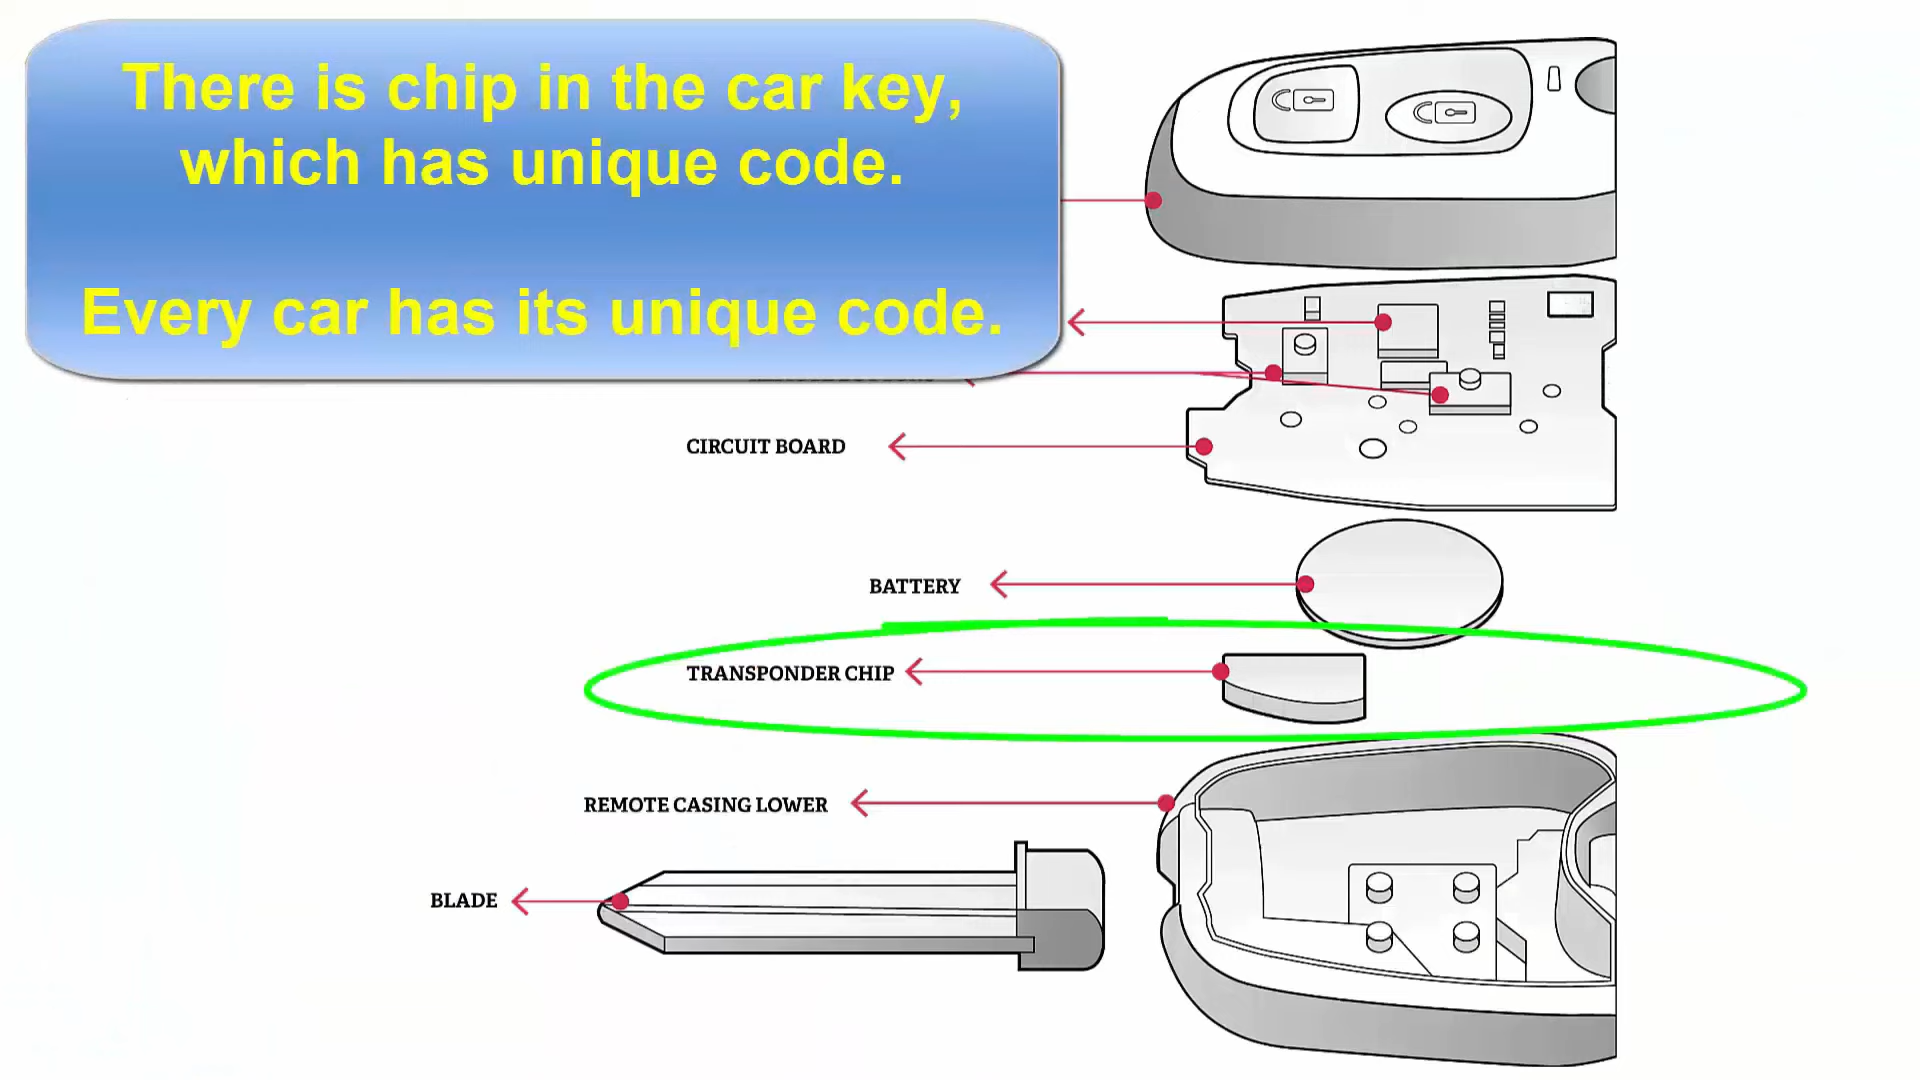 There is chip in the car key,
which has unique code.
Every car has its unique code.
CIRCUIT BOARD
BATTERY
TRANSPONDER CHIP
REMOTE CASING LOWER
BLADE